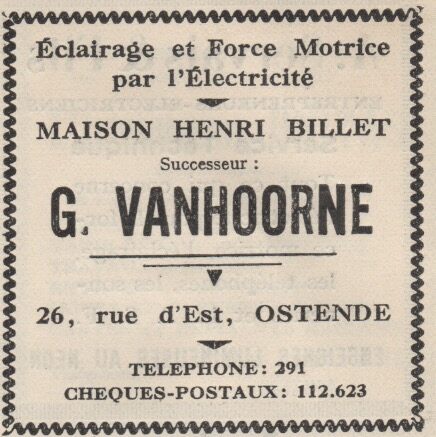 Éclairage et Force Motrice
par l'Électricité
MAISON HENRI BILLET
Successeur :
G. VANHOORNE
26, rue d'Est, OSTENDE
TELEPHONE: 291
CHEQUES-POSTAUX: 112.623